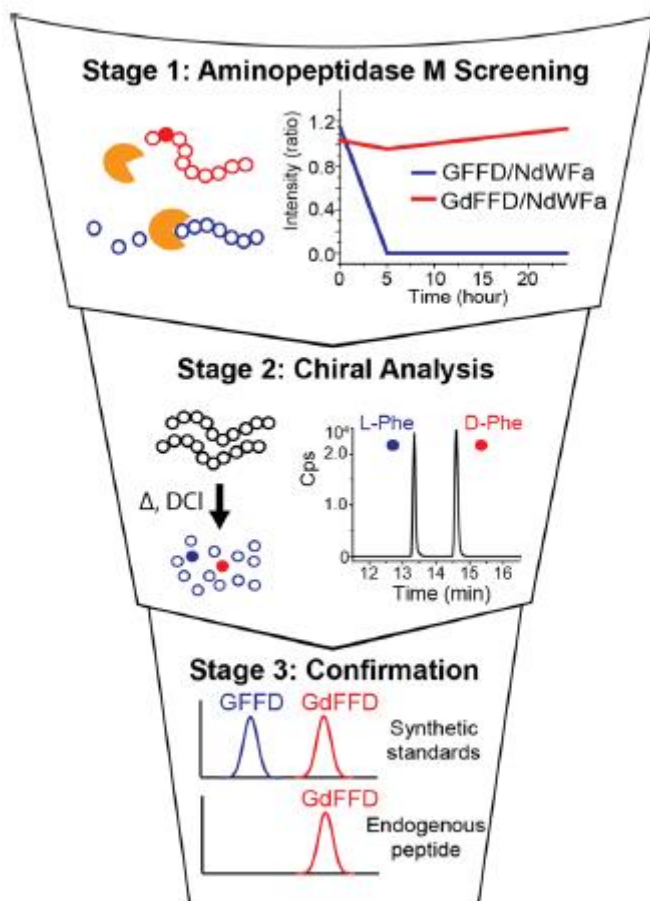 Stage 1: Aminopeptidase M Screening
Intensity (ratio)
1.2
0.8
0.4
0.0
GFFD/NdWFa
GdFFD/NdWFa
0 5 10 15 20
Time (hour)
Stage 2: Chiral Analysis
Δ, DCl
L-Phe
D-Phe
10⁴
Cps
2.0
1.0
0
12 13 14 15 16
Time (min)
Stage 3: Confirmation
GFFD GdFFD
Synthetic
standards
GdFFD
Endogenous
peptide